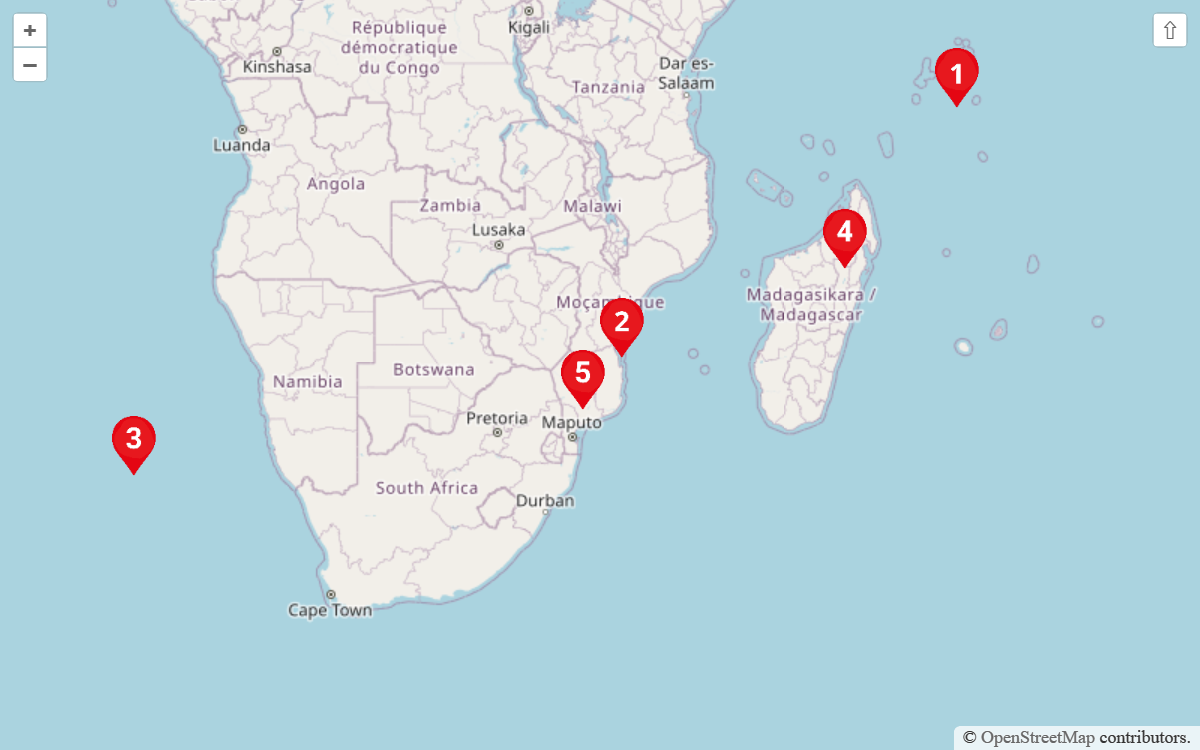 +
−
⇧
Kigali
République
démocratique
du Congo
Kinshasa
Dar es-
Salaam
Tanzania
1
Luanda
Angola
Zambia
Malawi
Lusaka
4
Moçambique
Madagasikara /
Madagascar
2
Botswana
5
Namibia
Pretoria
Maputo
3
South Africa
Durban
Cape Town
© OpenStreetMap contributors.